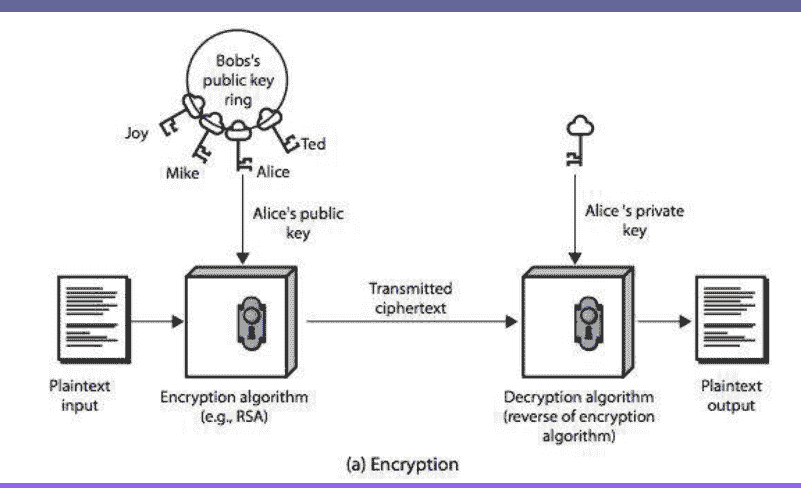 Bobs's
public key
ring
Joy
Ted
Mike
Alice
Alice's public
key
Alice 's private
key
Transmitted
ciphertext
Plaintext
input
Encryption algorithm
(e.g., RSA)
Decryption algorithm
(reverse of encryption
algorithm)
Plaintext
output
(a) Encryption